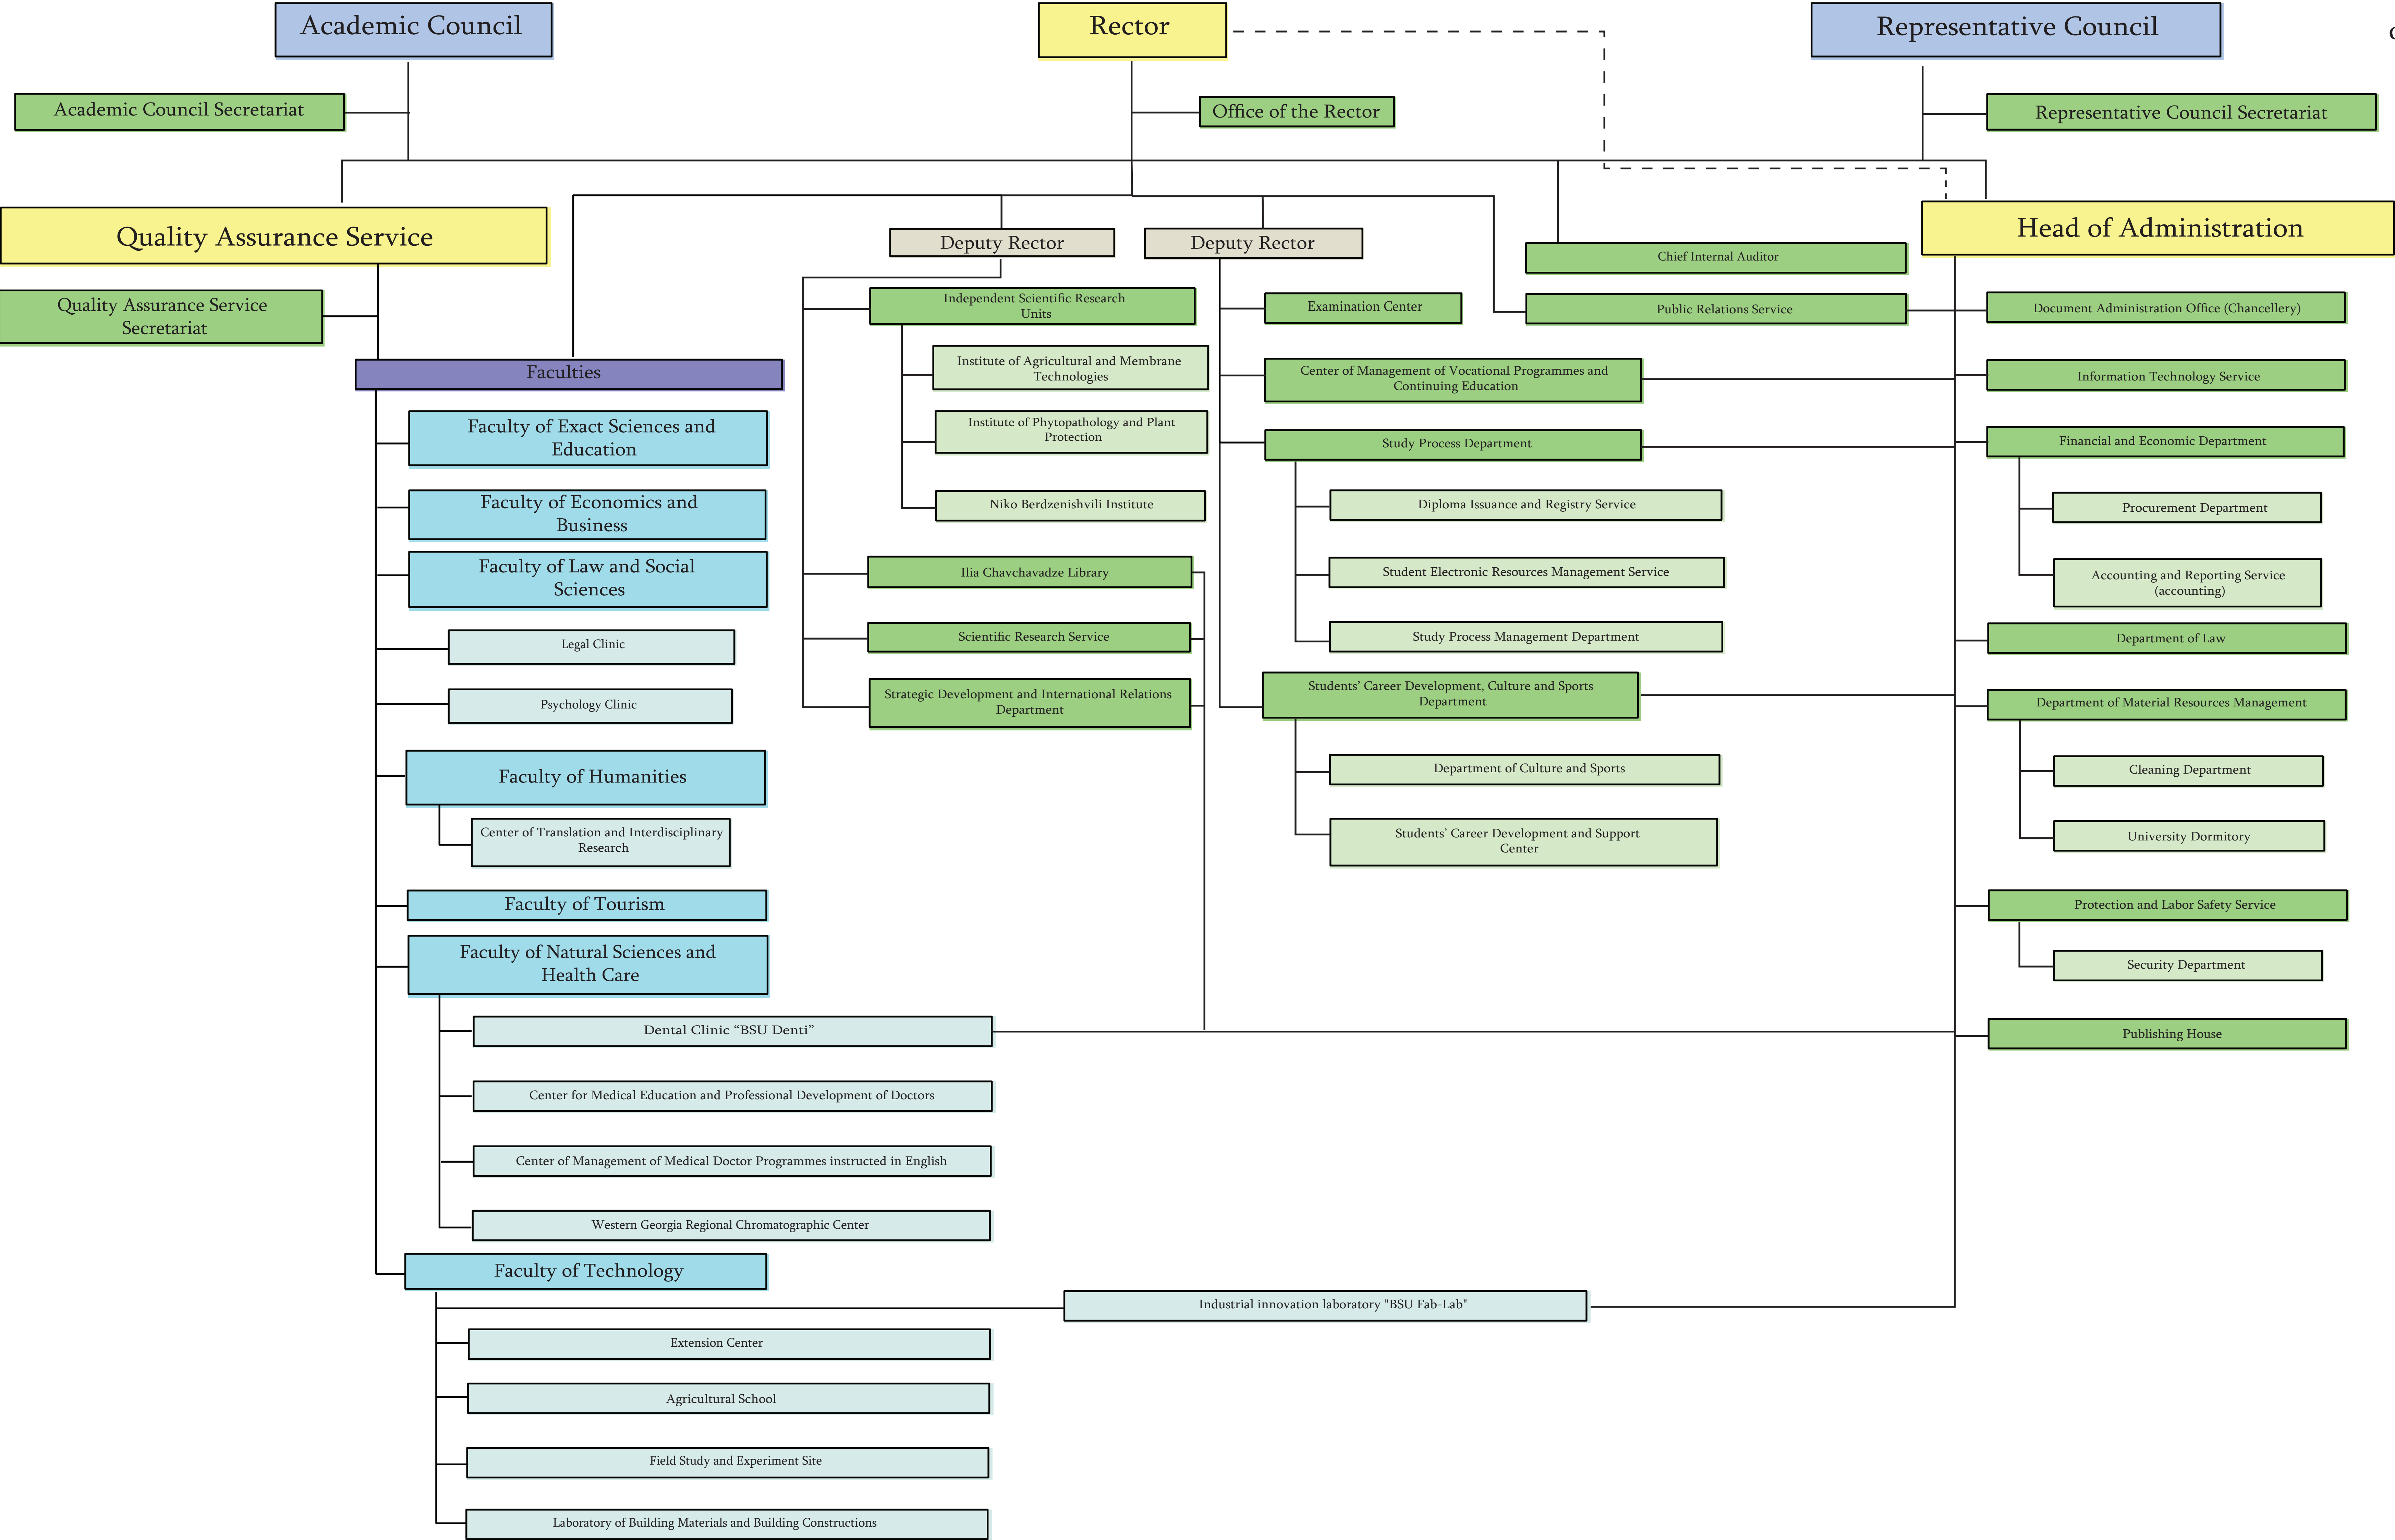 Academic Council
Rector
Representative Council
Academic Council Secretariat
Office of the Rector
Representative Council Secretariat
Quality Assurance Service
Deputy Rector
Deputy Rector
Head of Administration
Chief Internal Auditor
Quality Assurance Service
Secretariat
Faculties
Faculty of Exact Sciences and
Education
Faculty of Economics and
Business
Faculty of Law and Social
Sciences
Legal Clinic
Psychology Clinic
Faculty of Humanities
Center of Translation and Interdisciplinary
Research
Faculty of Tourism
Faculty of Natural Sciences and
Health Care
Dental Clinic “BSU Denti”
Center for Medical Education and Professional Development of Doctors
Center of Management of Medical Doctor Programmes instructed in English
Western Georgia Regional Chromatographic Center
Faculty of Technology
Industrial innovation laboratory "BSU Fab-Lab"
Extension Center
Agricultural School
Field Study and Experiment Site
Laboratory of Building Materials and Building Constructions
Independent Scientific Research
Units
Institute of Agricultural and Membrane
Technologies
Institute of Phytopathology and Plant
Protection
Niko Berdzenishvili Institute
Ilia Chavchavadze Library
Scientific Research Service
Strategic Development and International Relations
Department
Examination Center
Center of Management of Vocational Programmes and
Continuing Education
Study Process Department
Diploma Issuance and Registry Service
Student Electronic Resources Management Service
Study Process Management Department
Students’ Career Development, Culture and Sports
Department
Department of Culture and Sports
Students’ Career Development and Support
Center
Public Relations Service
Document Administration Office (Chancellery)
Information Technology Service
Financial and Economic Department
Procurement Department
Accounting and Reporting Service
(accounting)
Department of Law
Department of Material Resources Management
Cleaning Department
University Dormitory
Protection and Labor Safety Service
Security Department
Publishing House